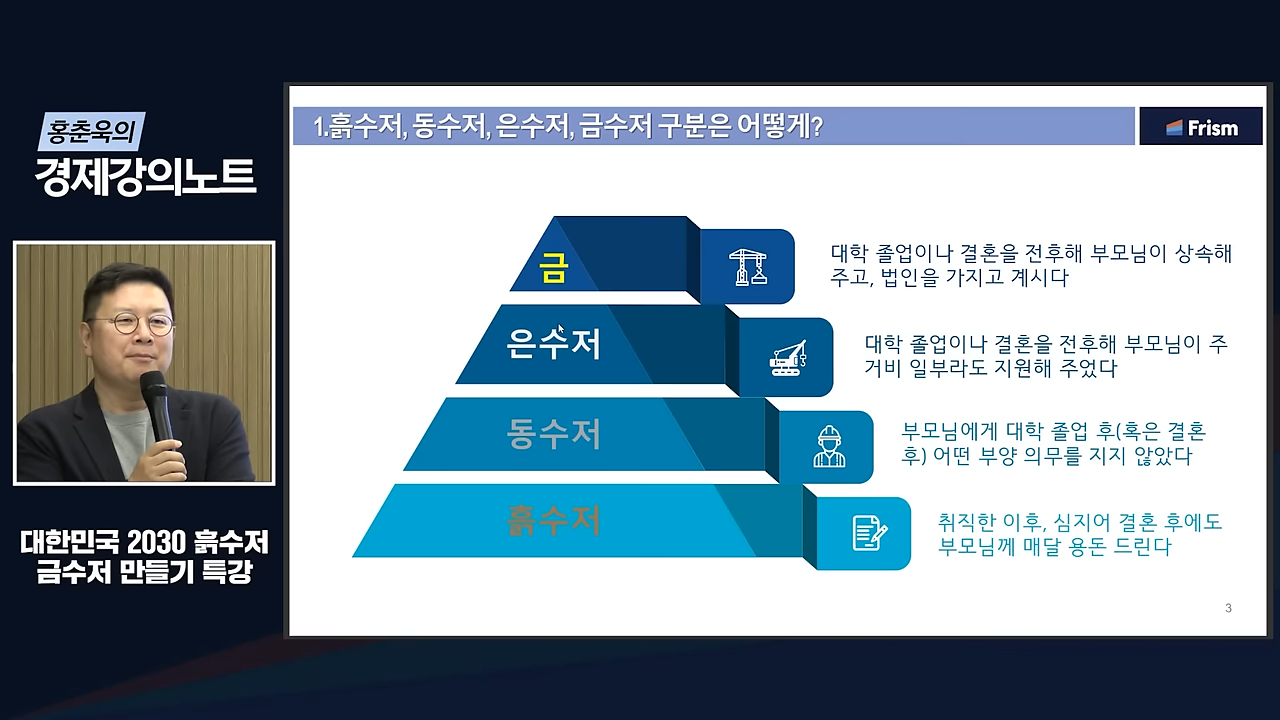 홍춘욱의
경제강의노트
대한민국 2030 흙수저
금수저 만들기 특강
1.흙수저, 동수저, 은수저, 금수저 구분은 어떻게?
Frism
금
대학 졸업이나 결혼을 전후해 부모님이 상속해
주고, 법인을 가지고 계시다
은수저
대학 졸업이나 결혼을 전후해 부모님이 주
거비 일부라도 지원해 주었다
동수저
부모님에게 대학 졸업 후(혹은 결혼
후) 어떤 부양 의무를 지지 않았다
흙수저
취직한 이후, 심지어 결혼 후에도
부모님께 매달 용돈 드린다
3